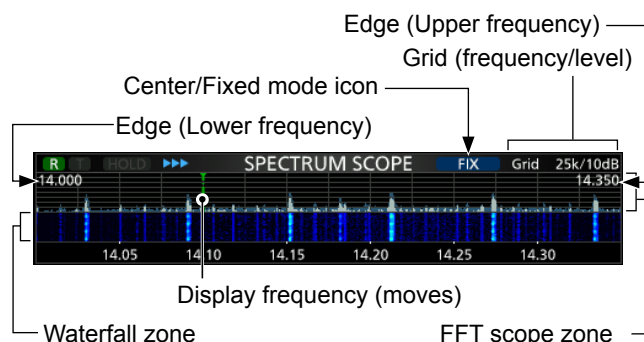 Edge (Upper frequency)
Grid (frequency/level)
Center/Fixed mode icon
Edge (Lower frequency)
R T HOLD SPECTRUM SCOPE FIX Grid 25k/10dB
14.000 14.350
14.05 14.10 14.15 14.20 14.25 14.30
Display frequency (moves)
Waterfall zone FFT scope zone